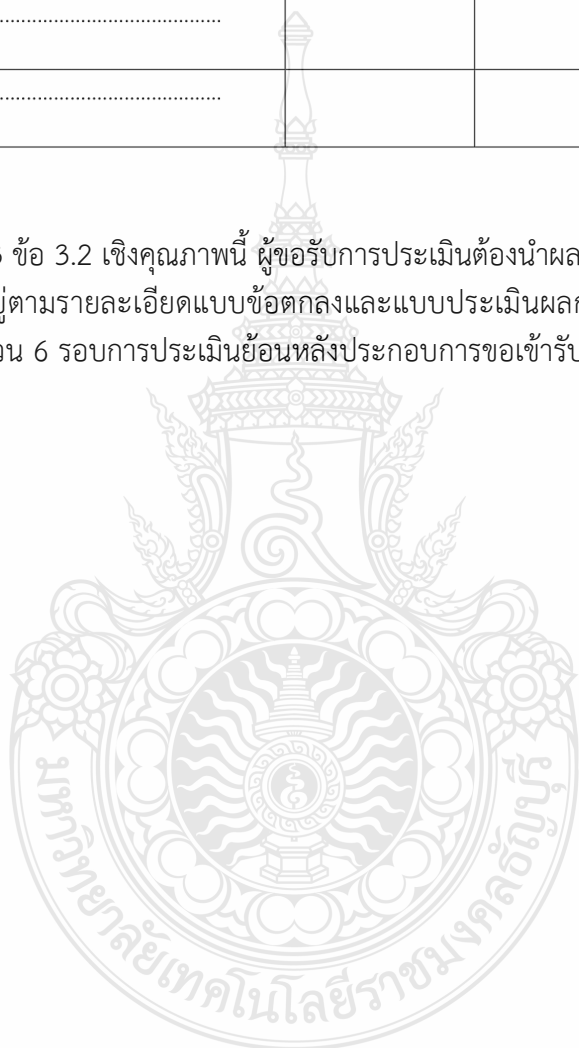 ..........................................
..........................................
ข้อ 3.2 เชิงคุณภาพนี้ ผู้ขอรับการประเมินต้องนำผล
ตามรายละเอียดแบบข้อตกลงและแบบประเมินผลก
วน 6 รอบการประเมินย้อนหลังประกอบการขอเข้ารับ
มหาวิทยาลัยเทคโนโลยีราชมงคลธัญบุรี